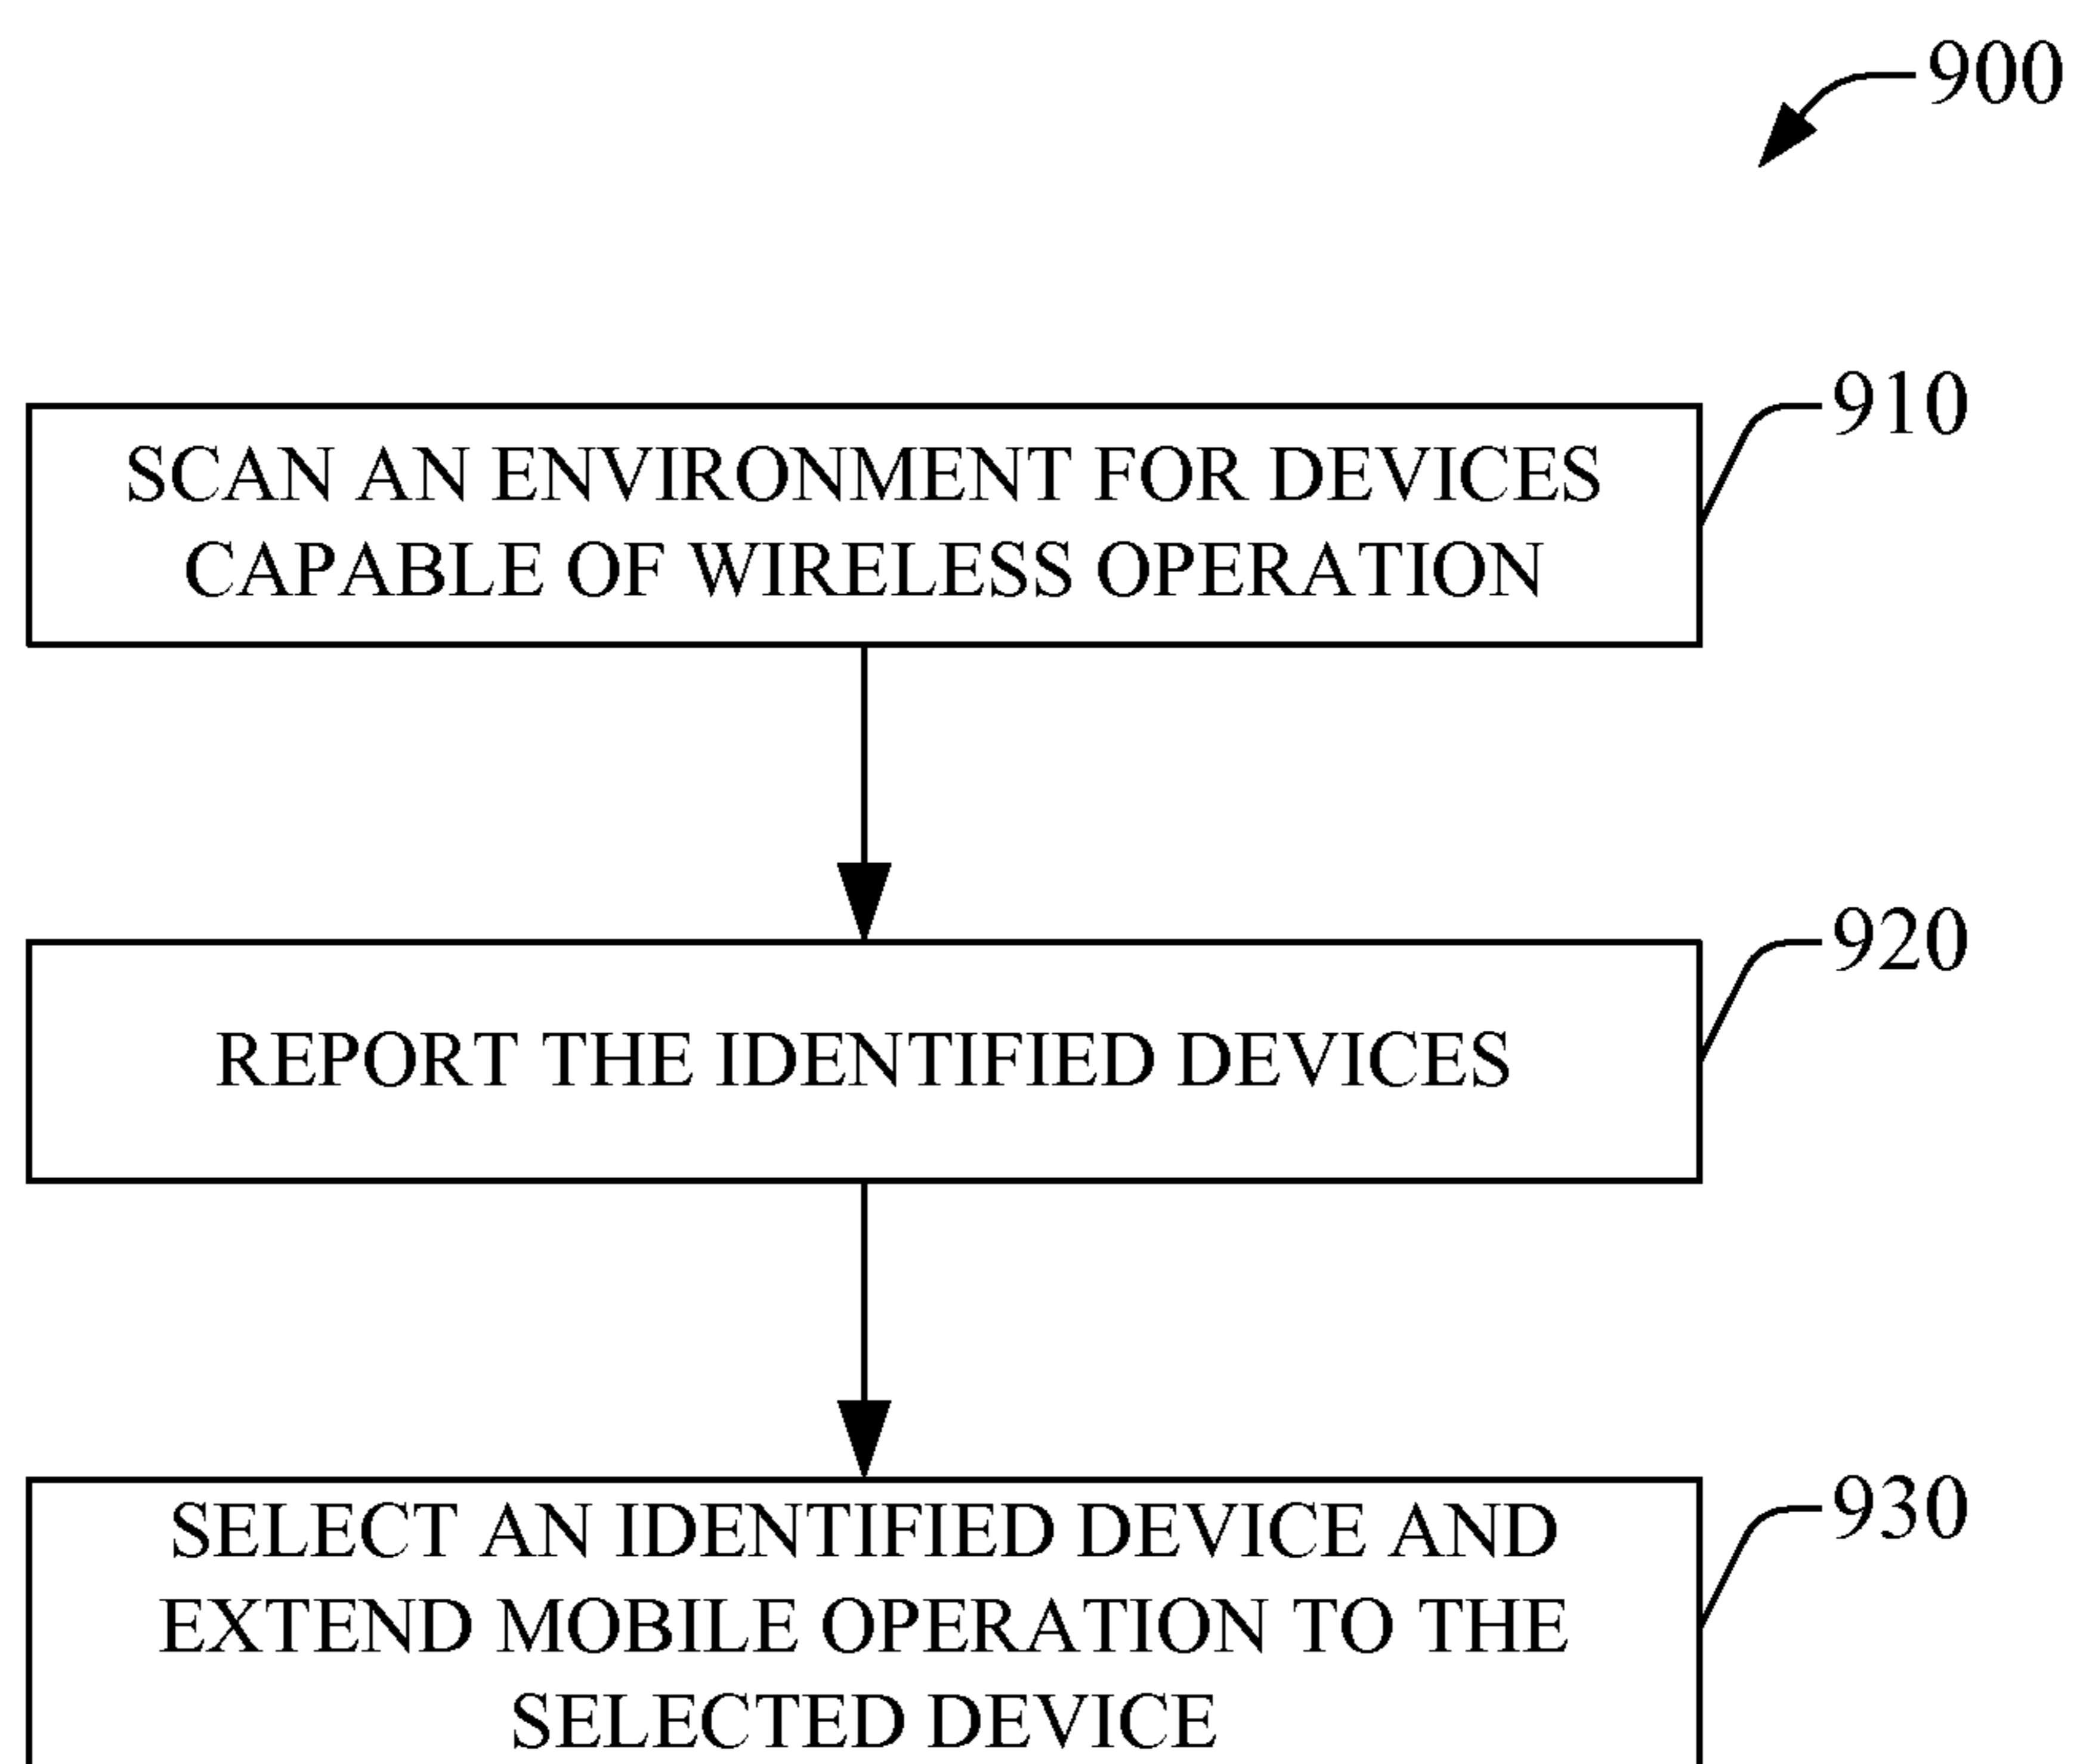 900
910
SCAN AN ENVIRONMENT FOR DEVICES
CAPABLE OF WIRELESS OPERATION
920
REPORT THE IDENTIFIED DEVICES
930
SELECT AN IDENTIFIED DEVICE AND
EXTEND MOBILE OPERATION TO THE
SELECTED DEVICE